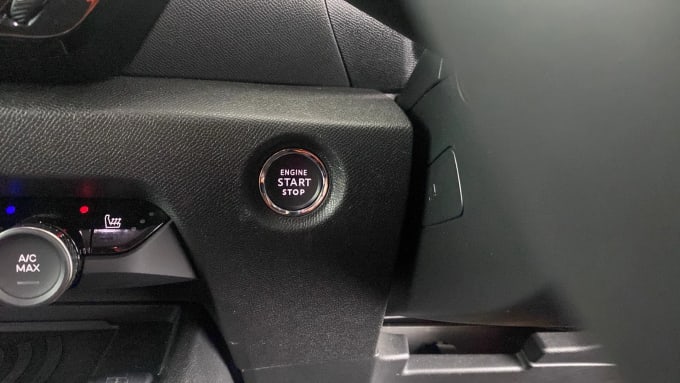 ENGINE
START
STOP
A/C
MAX